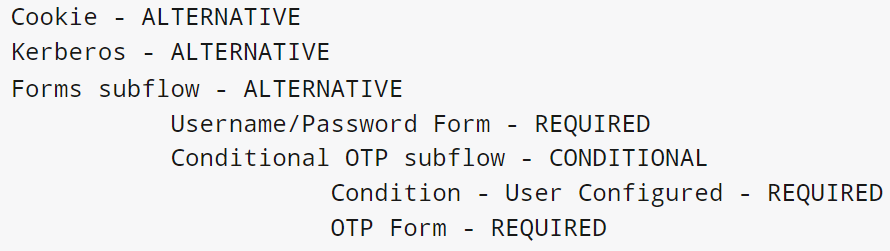 Cookie - ALTERNATIVE
Kerberos - ALTERNATIVE
Forms subflow - ALTERNATIVE
Username/Password Form - REQUIRED
Conditional OTP subflow - CONDITIONAL
Condition - User Configured - REQUIRED
OTP Form - REQUIRED